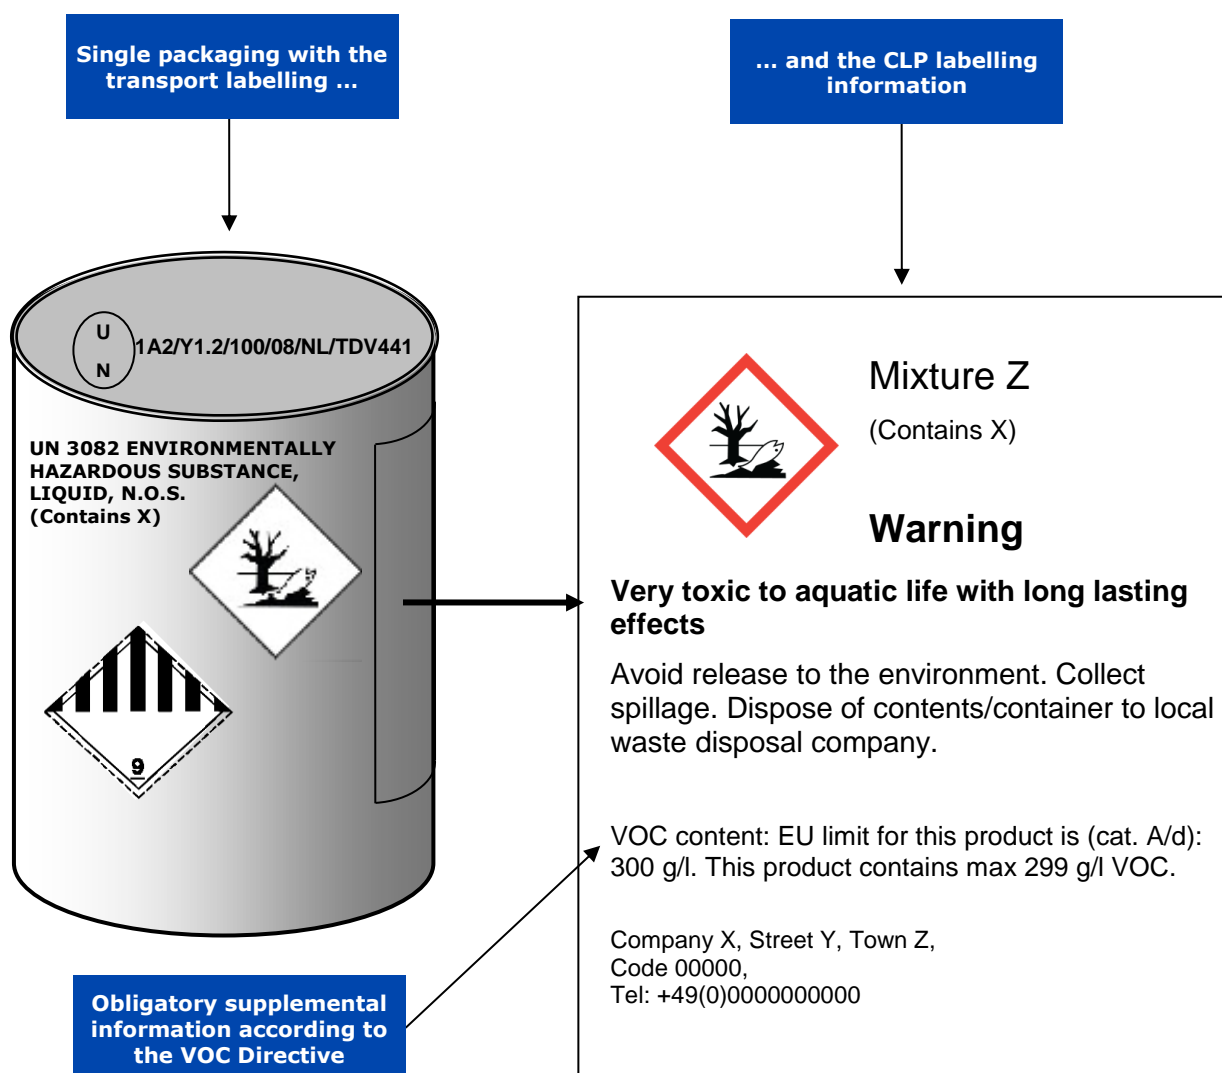 Single packaging with the
transport labelling ...
... and the CLP labelling
information
U
N
1A2/Y1.2/100/08/NL/TDV441
UN 3082 ENVIRONMENTALLY
HAZARDOUS SUBSTANCE,
LIQUID, N.O.S.
(Contains X)
9
Mixture Z
(Contains X)
Warning
Very toxic to aquatic life with long lasting
effects
Avoid release to the environment. Collect
spillage. Dispose of contents/container to local
waste disposal company.
VOC content: EU limit for this product is (cat. A/d):
300 g/l. This product contains max 299 g/l VOC.
Company X, Street Y, Town Z,
Code 00000,
Tel: +49(0)0000000000
Obligatory supplemental
information according to
the VOC Directive